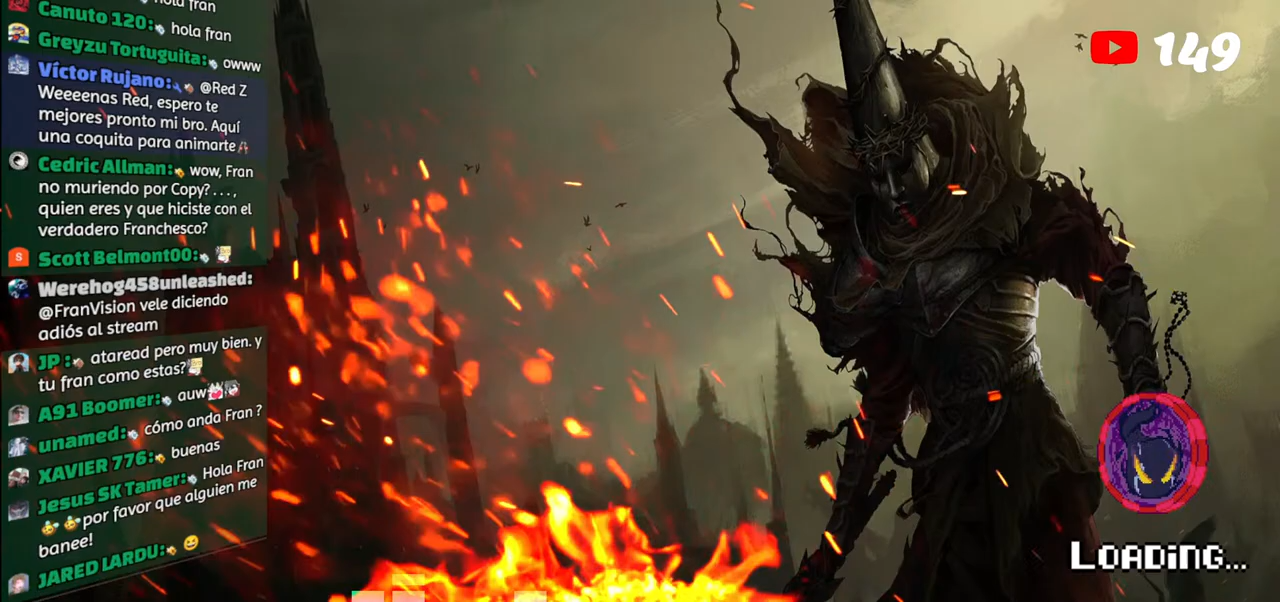 hola fran
Canuto 120: hola fran
Greyzu Tortuguita: owww
Víctor Rujano: @Red Z
Weeeenas Red, espero te
mejores pronto mi bro. Aquí
una coquita para animarte
Cedric Allman: wow, Fran
no muriendo por Copy?....,
quien eres y que hiciste con el
verdadero Franchesco?
Scott Belmont00:
Werehog458unleashed:
@FranVision vele diciendo
adiós al stream
JP : ataread pero muy bien. y
tu fran como estas?
A91 Boomer: auw
unamed: cómo anda Fran ?
XAVIER 776: buenas
Jesus SK Tamer: Hola Fran
por favor que alguien me
banee!
JARED LARDU:
149
S
LOADING...